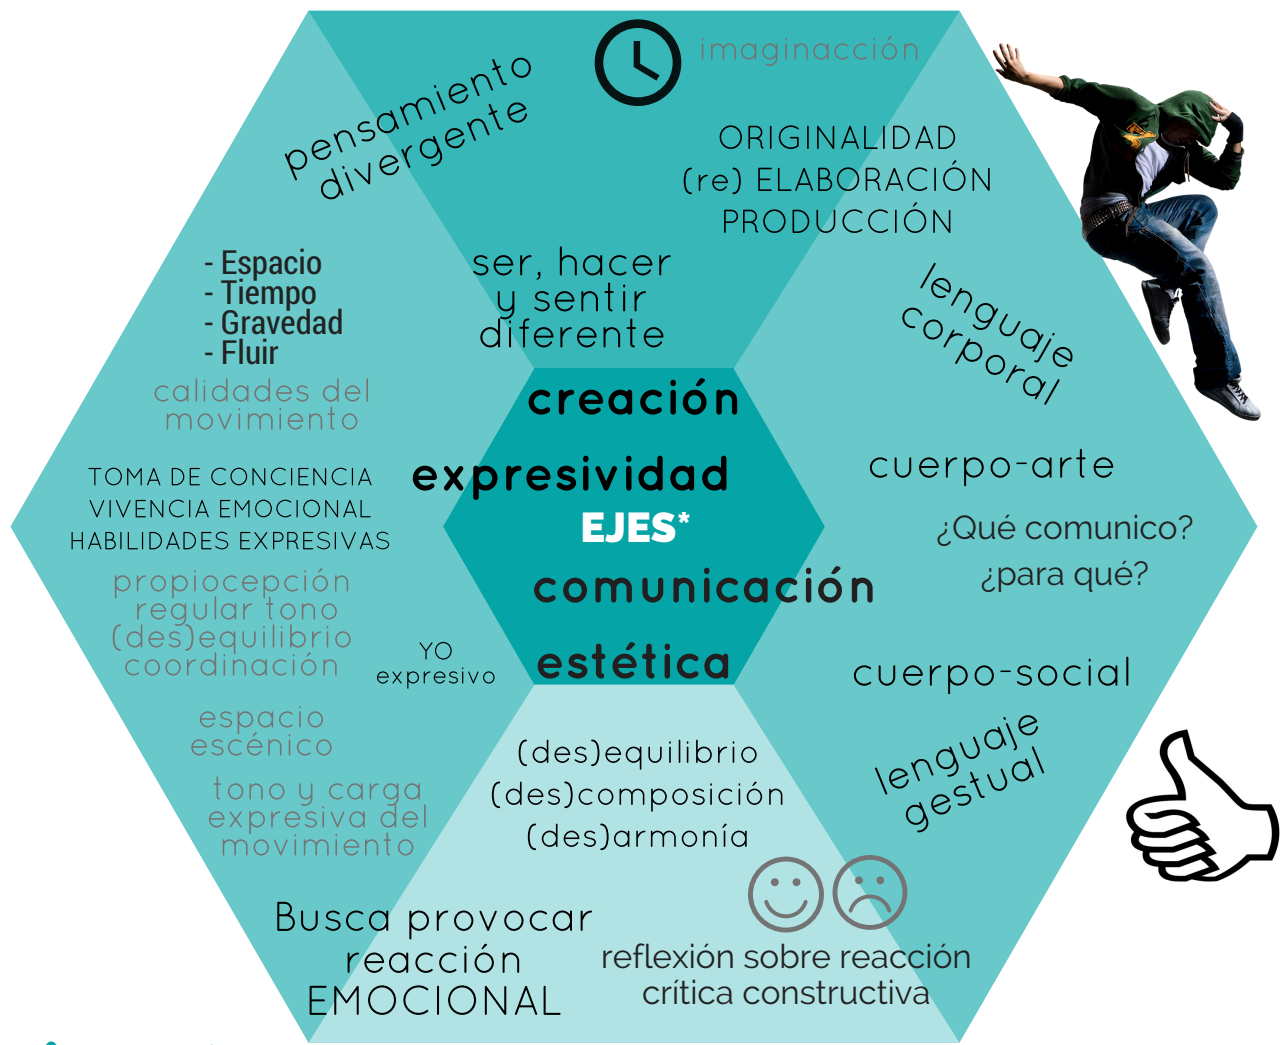 imaginacción
pensamiento
divergente
ORIGINALIDAD
(re) ELABORACIÓN
PRODUCCIÓN
ser, hacer
y sentir
diferente
- Espacio
- Tiempo
- Gravedad
- Fluir
calidades del
movimiento
TOMA DE CONCIENCIA
VIVENCIA EMOCIONAL
HABILIDADES EXPRESIVAS
propiocepción
regular tono
(des)equilibrio
coordinación
YO
expresivo
espacio
escénico
tono y carga
expresiva del
movimiento
creación
expresividad
EJES*
comunicación
estética
lenguaje
corporal
cuerpo-arte
¿Qué comunico?
¿para qué?
cuerpo-social
lenguaje
gestual
(des)equilibrio
(des)composición
(des)armonía
Busca provocar
reacción
EMOCIONAL
reflexión sobre reacción
crítica constructiva